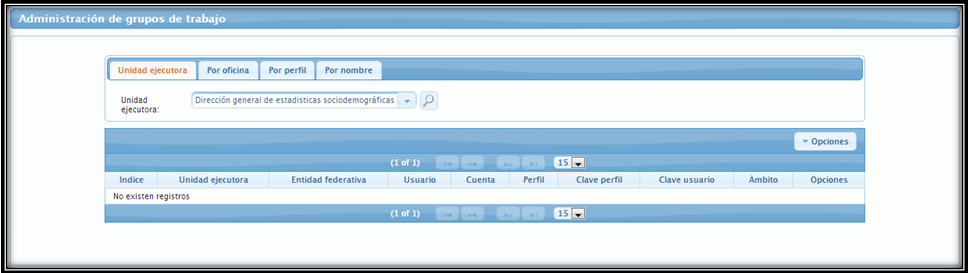 Administración de grupos de trabajo
Unidad ejecutora Por oficina Por perfil Por nombre
Unidad
ejecutora:
Dirección general de estadisticas sociodemográficas
Opciones
(1 of 1) 15
Indice Unidad ejecutora Entidad federativa Usuario Cuenta Perfil Clave perfil Clave usuario Ámbito Opciones
No existen registros
(1 of 1) 15